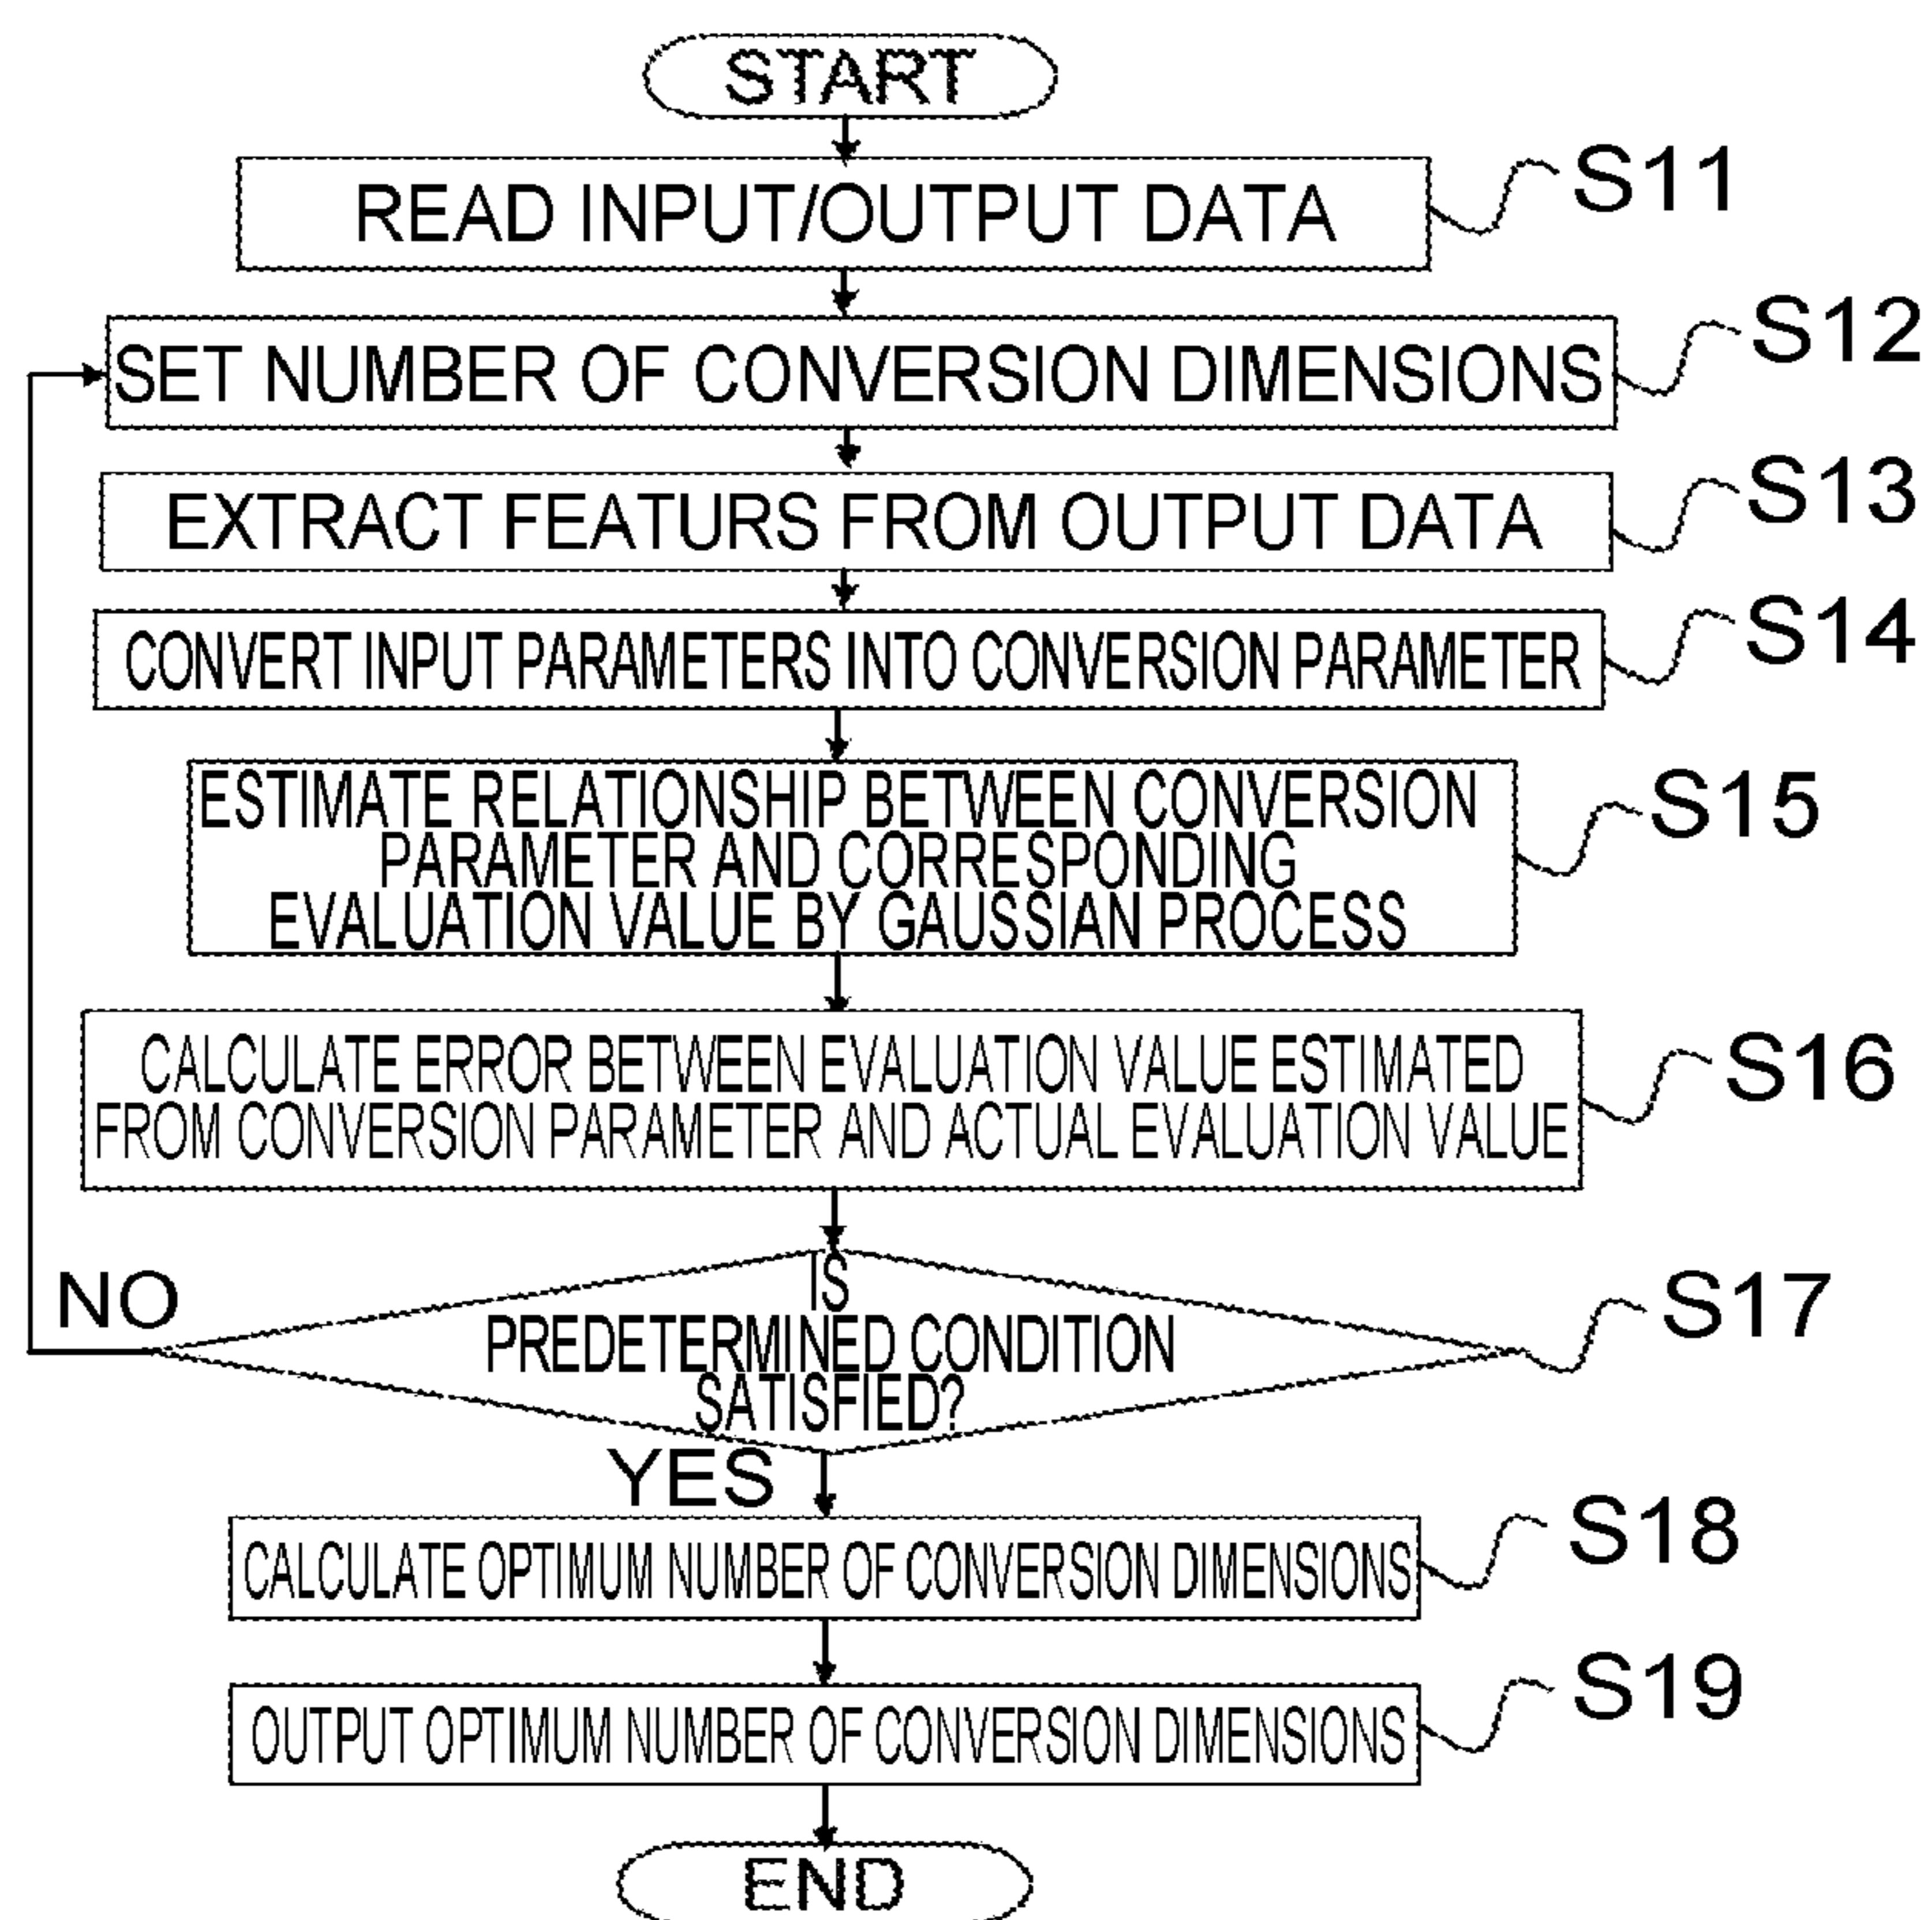 START
READ INPUT/OUTPUT DATA
S11
SET NUMBER OF CONVERSION DIMENSIONS
S12
EXTRACT FEATURS FROM OUTPUT DATA
S13
CONVERT INPUT PARAMETERS INTO CONVERSION PARAMETER
S14
ESTIMATE RELATIONSHIP BETWEEN CONVERSION
PARAMETER AND CORRESPONDING
EVALUATION VALUE BY GAUSSIAN PROCESS
S15
CALCULATE ERROR BETWEEN EVALUATION VALUE ESTIMATED
FROM CONVERSION PARAMETER AND ACTUAL EVALUATION VALUE
S16
IS
PREDETERMINED CONDITION
SATISFIED?
S17
NO
YES
CALCULATE OPTIMUM NUMBER OF CONVERSION DIMENSIONS
S18
OUTPUT OPTIMUM NUMBER OF CONVERSION DIMENSIONS
S19
END